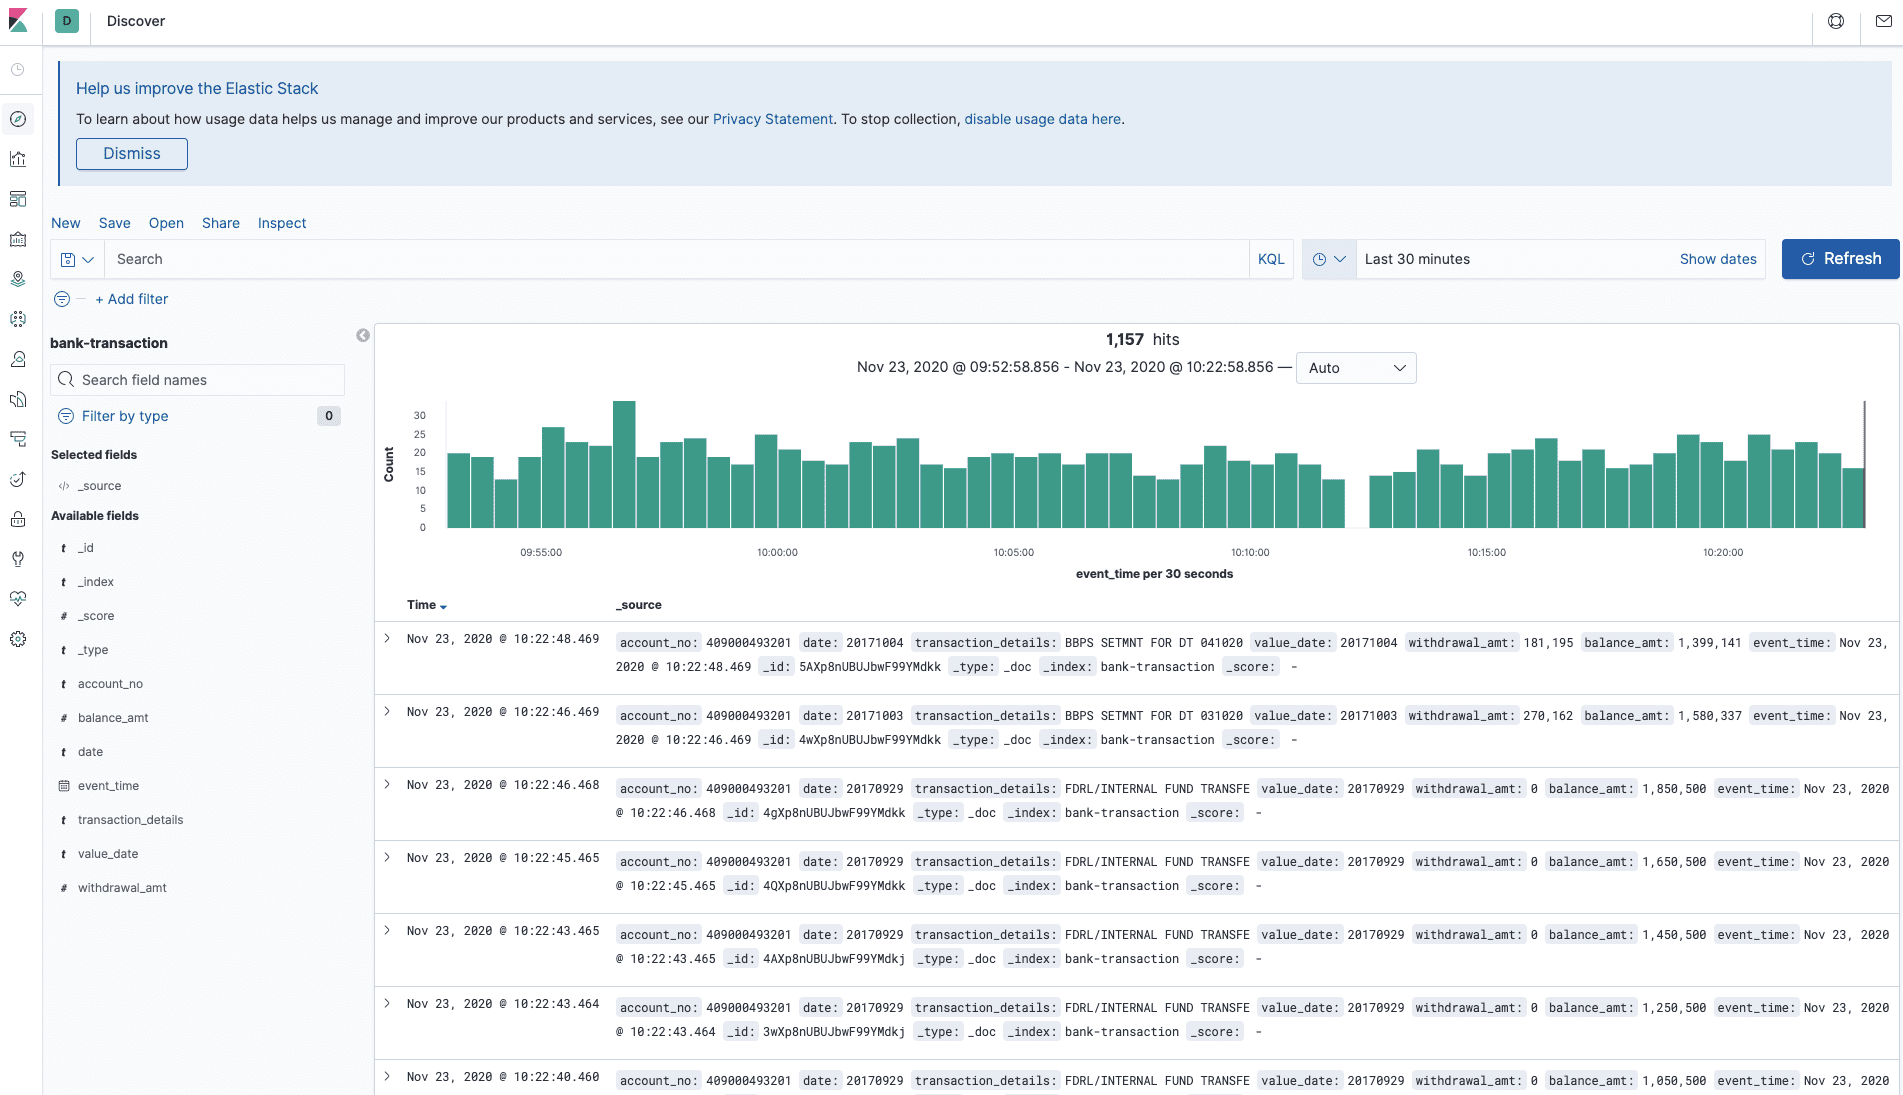 D Discover
Help us improve the Elastic Stack
To learn about how usage data helps us manage and improve our products and services, see our Privacy Statement. To stop collection, disable usage data here.
Dismiss
New Save Open Share Inspect
Search KQL Last 30 minutes Show dates Refresh
+ Add filter
bank-transaction
Search field names
Filter by type 0
Selected fields
</> _source
Available fields
t _id
t _index
# _score
t _type
t account_no
# balance_amt
t date
event_time
t transaction_details
t value_date
# withdrawal_amt
1,157 hits
Nov 23, 2020 @ 09:52:58.856 - Nov 23, 2020 @ 10:22:58.856 — Auto
Count
30
25
20
15
10
5
0
09:55:00 10:00:00 10:05:00 10:10:00 10:15:00 10:20:00
event_time per 30 seconds
Time _source
Nov 23, 2020 @ 10:22:48.469 account_no: 409000493201 date: 20171004 transaction_details: BBPS SETMNT FOR DT 041020 value_date: 20171004 withdrawal_amt: 181,195 balance_amt: 1,399,141 event_time: Nov 23,
2020 @ 10:22:48.469 _id: 5AXp8nUBUJbwF99YMdkk _type: _doc _index: bank-transaction _score: -
Nov 23, 2020 @ 10:22:46.469 account_no: 409000493201 date: 20171003 transaction_details: BBPS SETMNT FOR DT 031020 value_date: 20171003 withdrawal_amt: 270,162 balance_amt: 1,580,337 event_time: Nov 23,
2020 @ 10:22:46.469 _id: 4wXp8nUBUJbwF99YMdkk _type: _doc _index: bank-transaction _score: -
Nov 23, 2020 @ 10:22:46.468 account_no: 409000493201 date: 20170929 transaction_details: FDRL/INTERNAL FUND TRANSFE value_date: 20170929 withdrawal_amt: 0 balance_amt: 1,850,500 event_time: Nov 23, 2020
@ 10:22:46.468 _id: 4gXp8nUBUJbwF99YMdkk _type: _doc _index: bank-transaction _score: -
Nov 23, 2020 @ 10:22:45.465 account_no: 409000493201 date: 20170929 transaction_details: FDRL/INTERNAL FUND TRANSFE value_date: 20170929 withdrawal_amt: 0 balance_amt: 1,650,500 event_time: Nov 23, 2020
@ 10:22:45.465 _id: 4QXp8nUBUJbwF99YMdkk _type: _doc _index: bank-transaction _score: -
Nov 23, 2020 @ 10:22:43.465 account_no: 409000493201 date: 20170929 transaction_details: FDRL/INTERNAL FUND TRANSFE value_date: 20170929 withdrawal_amt: 0 balance_amt: 1,450,500 event_time: Nov 23, 2020
@ 10:22:43.465 _id: 4AXp8nUBUJbwF99YMdkj _type: _doc _index: bank-transaction _score: -
Nov 23, 2020 @ 10:22:43.464 account_no: 409000493201 date: 20170929 transaction_details: FDRL/INTERNAL FUND TRANSFE value_date: 20170929 withdrawal_amt: 0 balance_amt: 1,250,500 event_time: Nov 23, 2020
@ 10:22:43.464 _id: 3wXp8nUBUJbwF99YMdkj _type: _doc _index: bank-transaction _score: -
Nov 23, 2020 @ 10:22:40.460 account_no: 409000493201 date: 20170929 transaction_details: FDRL/INTERNAL FUND TRANSFE value_date: 20170929 withdrawal_amt: 0 balance_amt: 1,050,500 event_time: Nov 23, 2020